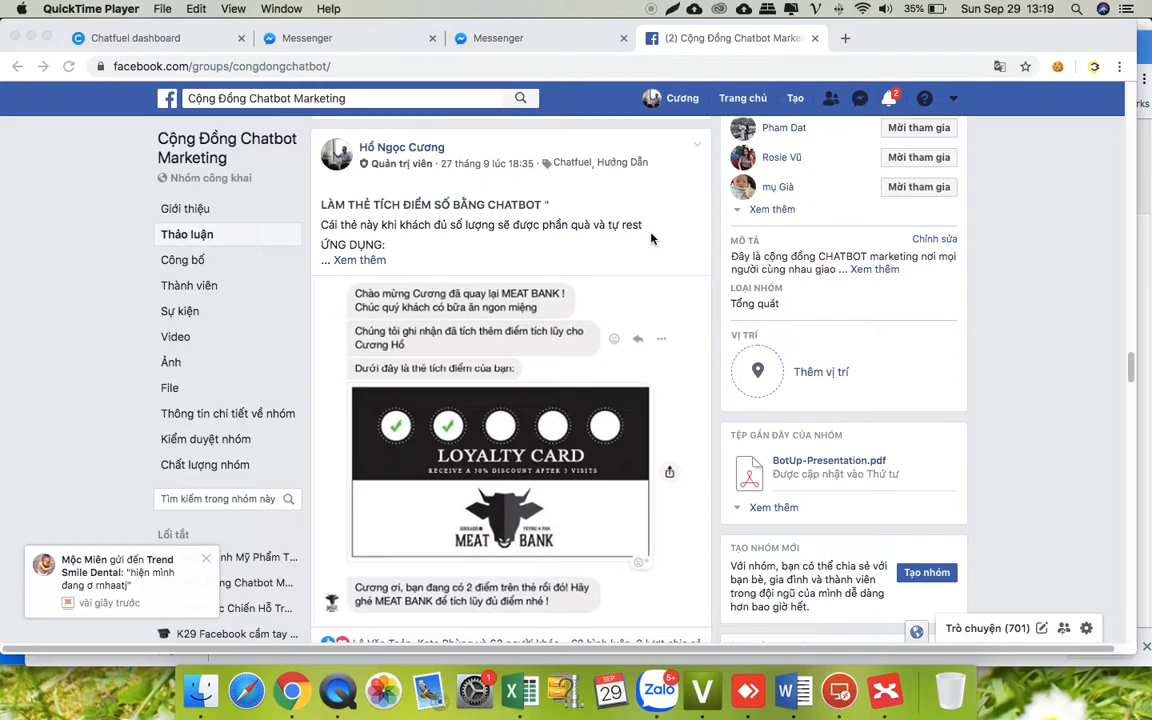 QuickTime Player File Edit View Window Help
35% Sun Sep 29 13:19
Chatfuel dashboard
Messenger
Messenger
(2) Cộng Đồng Chatbot Marke
facebook.com/groups/congdongchatbot/
Cộng Đồng Chatbot Marketing
Cương Trang chủ Tạo 2
Cộng Đồng Chatbot
Marketing
Nhóm công khai
Giới thiệu
Thảo luận
Công bố
Thành viên
Sự kiện
Video
Ảnh
File
Thông tin chi tiết về nhóm
Kiểm duyệt nhóm
Chất lượng nhóm
Tìm kiếm trong nhóm này
Lối tắt
K29 Facebook cầm tay ...
Mộc Miên gửi đến Trend
Smile Dental: "hiện mình
đang ơ rnhaatj"
vài giây trước
Hồ Ngọc Cương
Quản trị viên · 27 tháng 9 lúc 18:35 · Chatfuel, Hướng Dẫn
LÀM THẺ TÍCH ĐIỂM SỐ BẰNG CHATBOT "
Cái thẻ này khi khách đủ số lượng sẽ được phần quà và tự rest
ỨNG DỤNG:
... Xem thêm
Chào mừng Cương đã quay lại MEAT BANK !
Chúc quý khách có bữa ăn ngon miệng
Chúng tôi ghi nhận đã tích thêm điểm tích lũy cho
Cương Hồ
Dưới đây là thẻ tích điểm của bạn:
LOYALTY CARD
RECEIVE A 30% DISCOUNT AFTER 5 VISITS
MEAT BANK
Cương ơi, bạn đang có 2 điểm trên thẻ rồi đó! Hãy
ghé MEAT BANK để tích lũy đủ điểm nhé !
Pham Dat Mời tham gia
Rosie Vũ Mời tham gia
mụ Già Mời tham gia
Xem thêm
MÔ TẢ Chỉnh sửa
Đây là cộng đồng CHATBOT marketing nơi mọi
người cùng nhau giao ... Xem thêm
LOẠI NHÓM
Tổng quát
VỊ TRÍ
Thêm vị trí
TỆP GẦN ĐÂY CỦA NHÓM
BotUp-Presentation.pdf
Được cập nhật vào Thứ tư
Xem thêm
TẠO NHÓM MỚI
Với nhóm, bạn có thể chia sẻ với
bạn bè, gia đình và thành viên
trong đội ngũ của mình dễ dàng
hơn bao giờ hết.
Tạo nhóm
Trò chuyện (701)
1
SEP
29
Zalo
5+